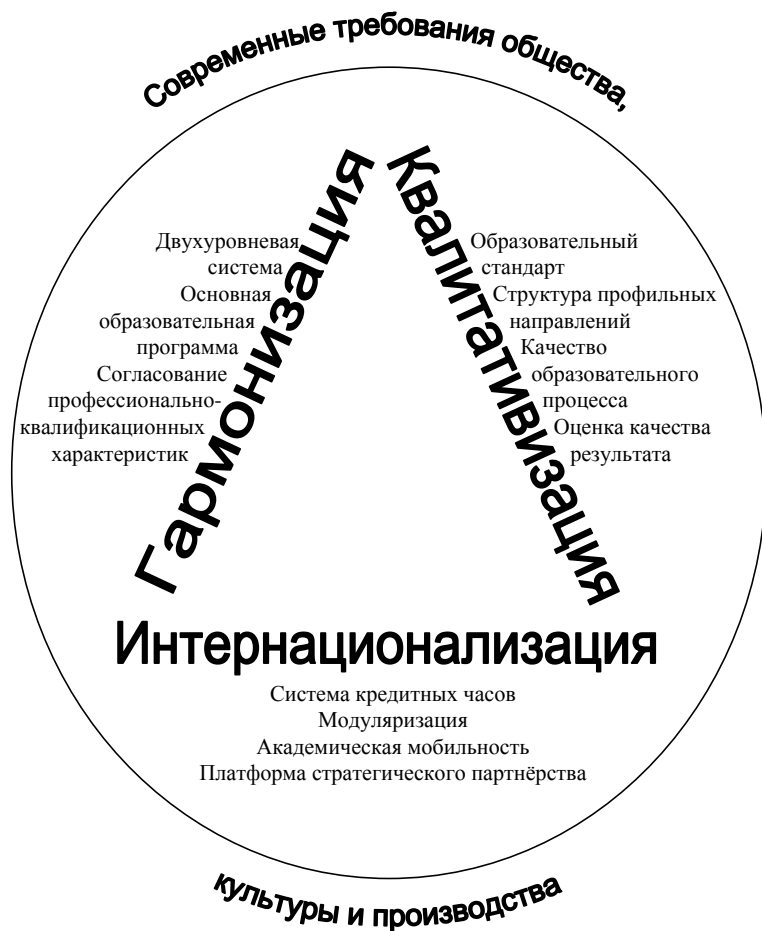 Современные требования общества,
Гармонизация
Двухуровневая
система
Основная
образовательная
программа
Согласование
профессионально-
квалификационных
характеристик
Квалитативизация
Образовательный
стандарт
Структура профильных
направлений
Качество
образовательного
процесса
Оценка качества
результата
Интернационализация
Система кредитных часов
Модуляризация
Академическая мобильность
Платформа стратегического партнёрства
культуры и производства